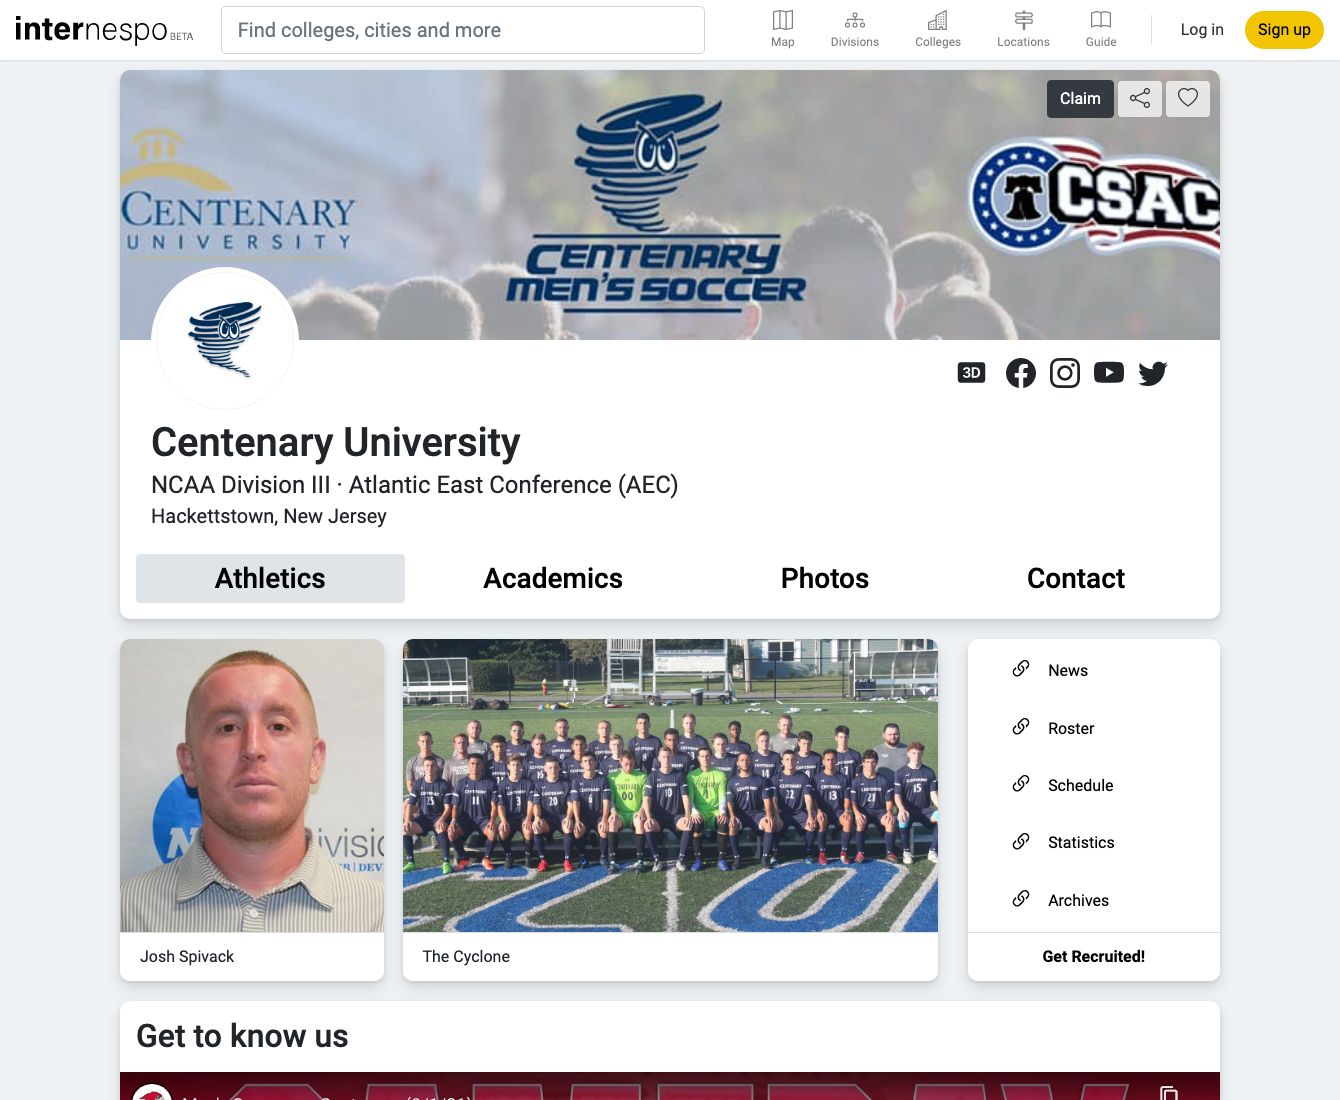 internespo BETA
Find colleges, cities and more
Map
Divisions
Colleges
Locations
Guide
Log in
Sign up
Claim
CENTENARY
UNIVERSITY
CENTENARY
MEN'S SOCCER
CSAC
3D
Centenary University
NCAA Division III · Atlantic East Conference (AEC)
Hackettstown, New Jersey
Athletics
Academics
Photos
Contact
Josh Spivack
The Cyclone
News
Roster
Schedule
Statistics
Archives
Get Recruited!
Get to know us